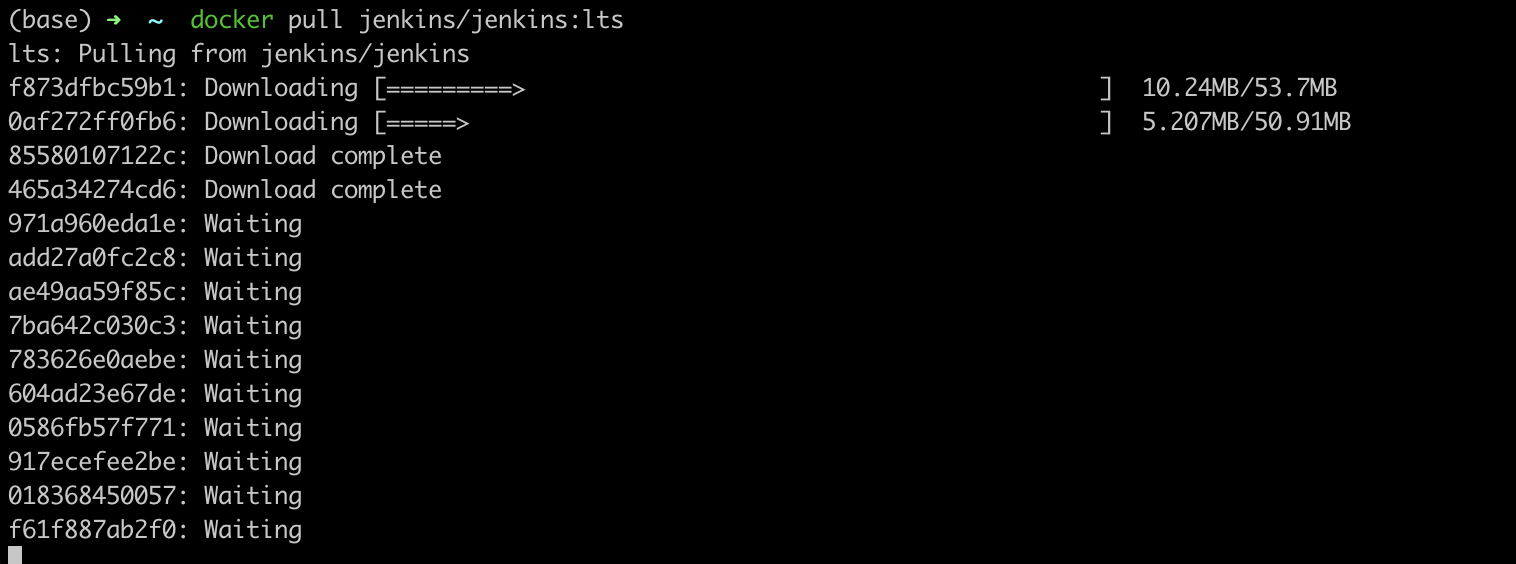 (base) ➜  ~  docker pull jenkins/jenkins:lts
lts: Pulling from jenkins/jenkins
f873dfbc59b1: Downloading [=========>                                         ]  10.24MB/53.7MB
0af272ff0fb6: Downloading [=====>                                             ]  5.207MB/50.91MB
85580107122c: Download complete
465a34274cd6: Download complete
971a960eda1e: Waiting
add27a0fc2c8: Waiting
ae49aa59f85c: Waiting
7ba642c030c3: Waiting
783626e0aebe: Waiting
604ad23e67de: Waiting
0586fb57f771: Waiting
917ecefee2be: Waiting
018368450057: Waiting
f61f887ab2f0: Waiting